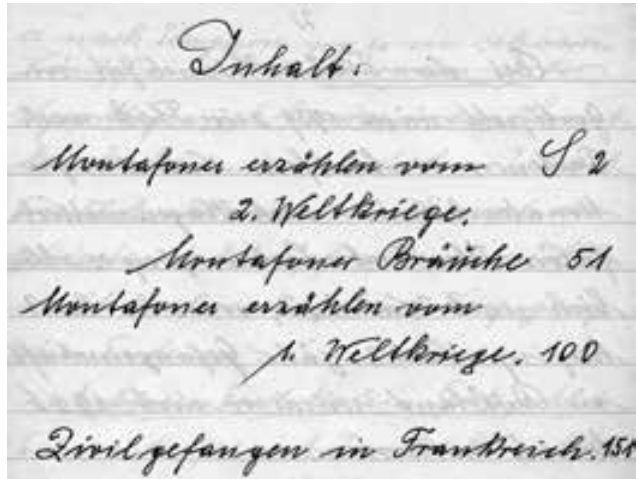 Inhalt:
Montafoner erzählen vom S 2
2. Weltkriege.
Montafoner Bräuche 51
Montafoner erzählen vom
1. Weltkriege. 100
Zivilgefangen in Frankreich. 151